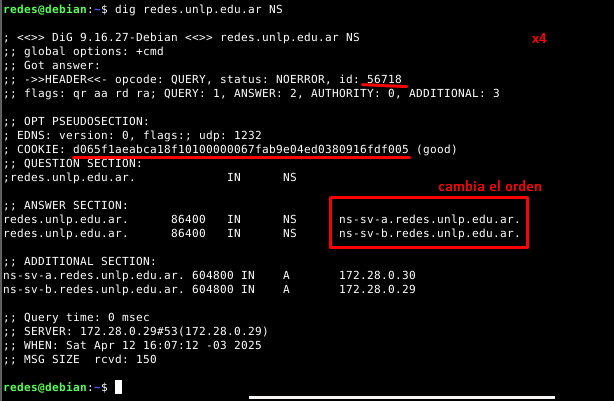 redes@debian:~$ dig redes.unlp.edu.ar NS
; <<>> DiG 9.16.27-Debian <<>> redes.unlp.edu.ar NS
x4
;; global options: +cmd
;; Got answer:
;; ->>HEADER<<- opcode: QUERY, status: NOERROR, id: 56718
;; flags: qr aa rd ra; QUERY: 1, ANSWER: 2, AUTHORITY: 0, ADDITIONAL: 3
;; OPT PSEUDOSECTION:
; EDNS: version: 0, flags:; udp: 1232
; COOKIE: d065f1aeabca18f10100000067fab9e04ed0380916fdf005 (good)
;; QUESTION SECTION:
;redes.unlp.edu.ar. IN NS
cambia el orden
;; ANSWER SECTION:
redes.unlp.edu.ar. 86400 IN NS ns-sv-a.redes.unlp.edu.ar.
redes.unlp.edu.ar. 86400 IN NS ns-sv-b.redes.unlp.edu.ar.
;; ADDITIONAL SECTION:
ns-sv-a.redes.unlp.edu.ar. 604800 IN A 172.28.0.30
ns-sv-b.redes.unlp.edu.ar. 604800 IN A 172.28.0.29
;; Query time: 0 msec
;; SERVER: 172.28.0.29#53(172.28.0.29)
;; WHEN: Sat Apr 12 16:07:12 -03 2025
;; MSG SIZE rcvd: 150
redes@debian:~$